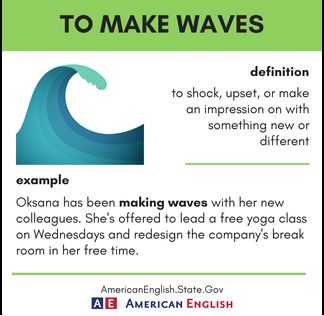 TO MAKE WAVES
definition
to shock, upset, or make
an impression on with
something new or
different
example
Oksana has been making waves with her new
colleagues. She's offered to lead a free yoga class
on Wednesdays and redesign the company's break
room in her free time.
AmericanEnglish.State.Gov
AE AMERICAN ENGLISH